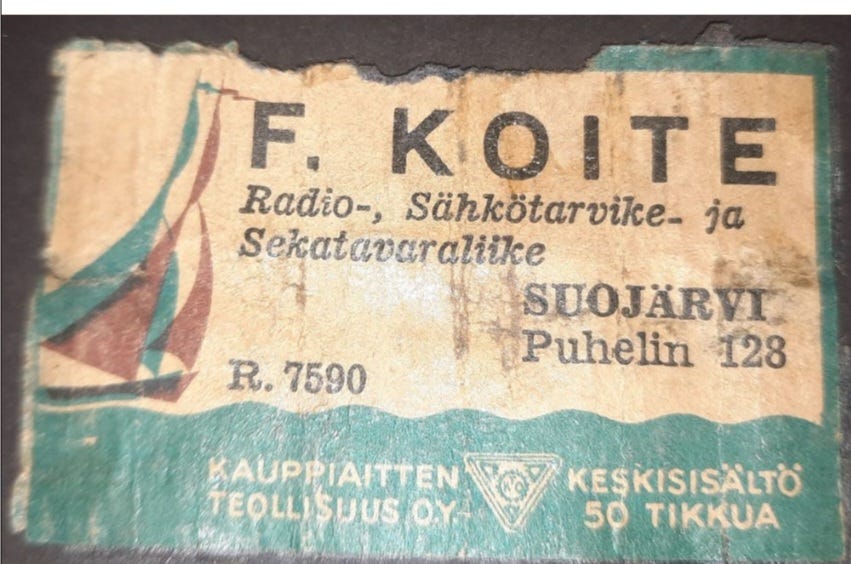 F. KOITE
Radio-, Sähkötarvike- ja
Sekatavaraliike
SUOJÄRVI
Puhelin 128
R. 7590
KAUPPIAITTEN
TEOLLISUUS O.Y.
KESKISISÄLTÖ
50 TIKKUA